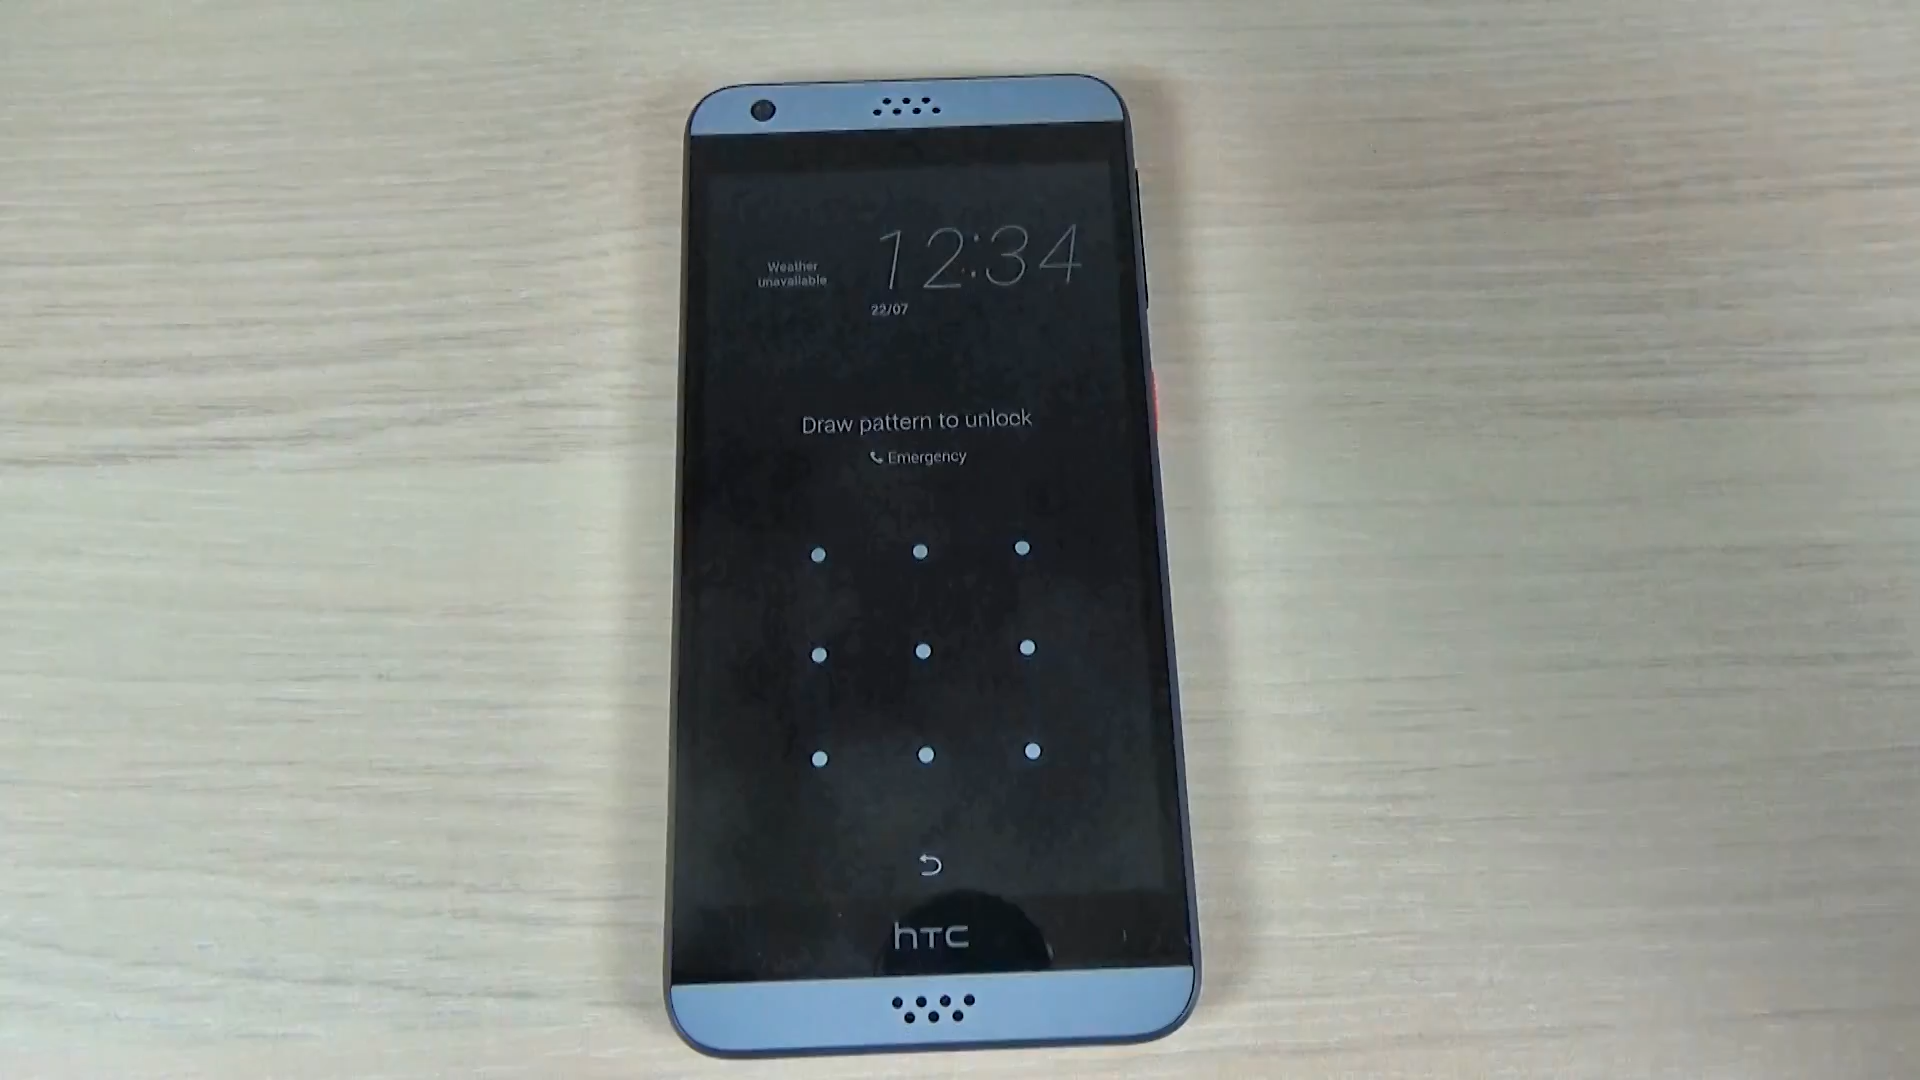 12:34
Weather
unavailable
22/07
Draw pattern to unlock
Emergency
hTC